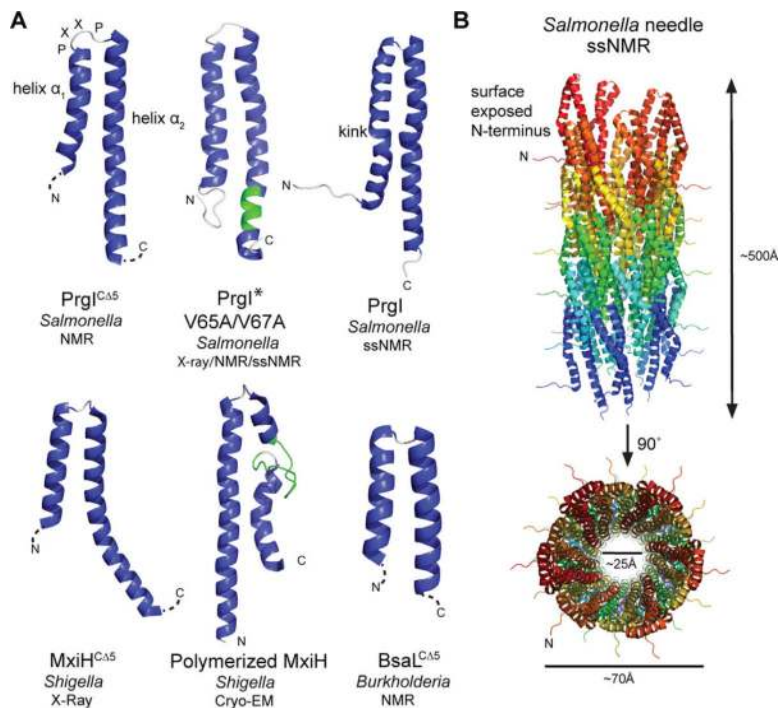 A
X X
P P
helix α₁
helix α₂
N
C
PrgI^CΔ5
Salmonella
NMR
N
C
PrgI*
V65A/V67A
Salmonella
X-ray/NMR/ssNMR
kink
N
C
PrgI
Salmonella
ssNMR
N
C
MxiH^CΔ5
Shigella
X-Ray
C
N
Polymerized MxiH
Shigella
Cryo-EM
N
C
BsaL^CΔ5
Burkholderia
NMR
B
Salmonella needle
ssNMR
surface
exposed
N-terminus
N
~500Å
90°
~25Å
N
~70Å